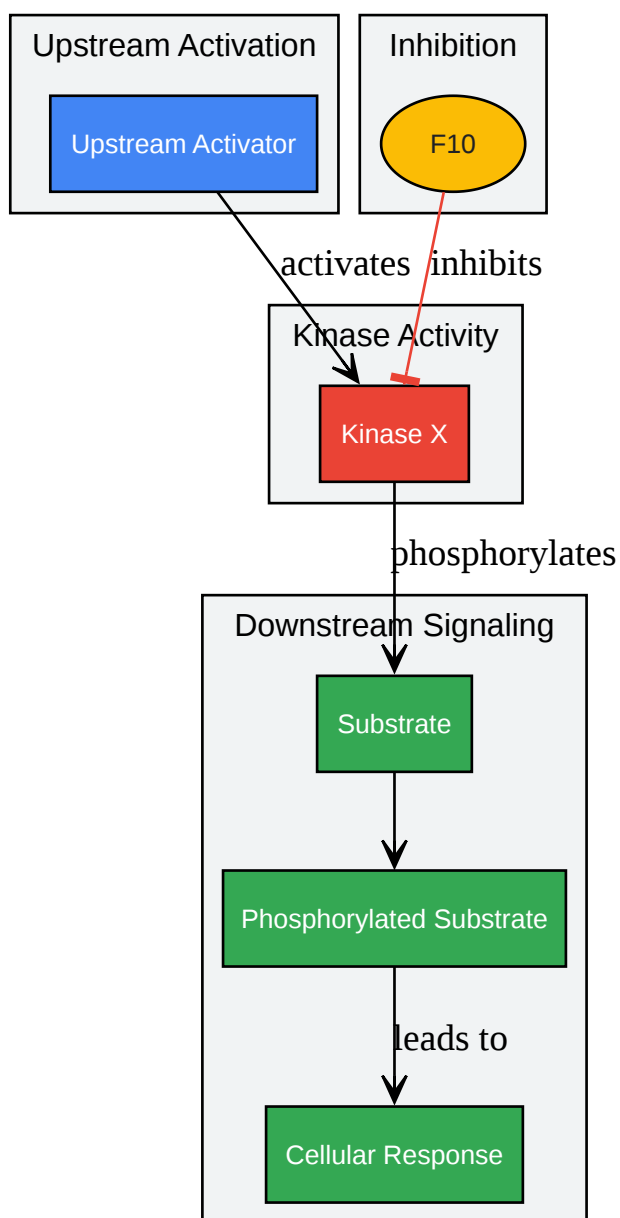 Upstream Activation
Inhibition
Upstream Activator
F10
activates
inhibits
Kinase Activity
Kinase X
phosphorylates
Downstream Signaling
Substrate
Phosphorylated Substrate
leads to
Cellular Response